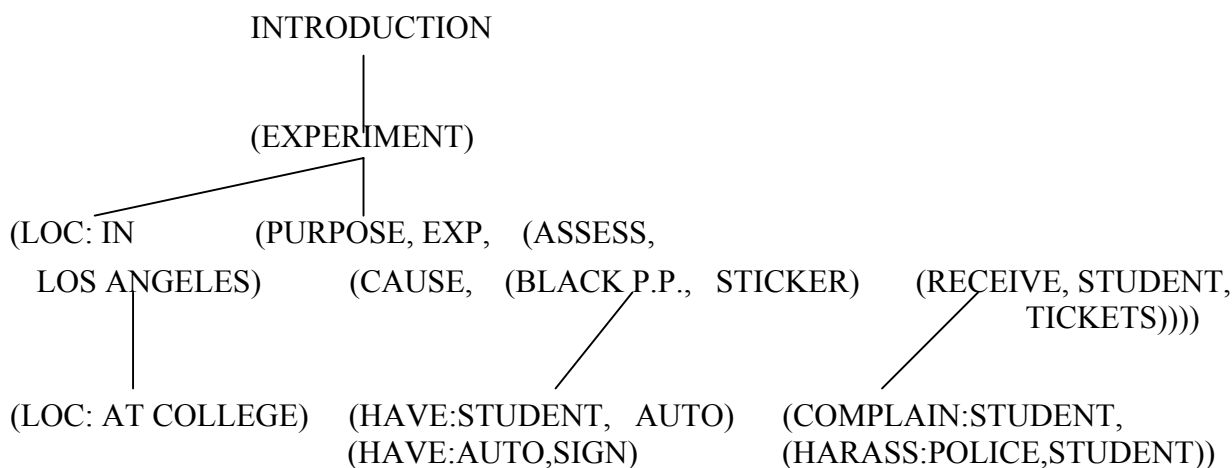 INTRODUCTION
(EXPERIMENT)
(LOC: IN (PURPOSE, EXP, (ASSESS,
LOS ANGELES) (CAUSE, (BLACK P.P., STICKER) (RECEIVE, STUDENT,
TICKETS))))
(LOC: AT COLLEGE) (HAVE:STUDENT, AUTO) (COMPLAIN:STUDENT,
(HAVE:AUTO,SIGN) (HARASS:POLICE,STUDENT))